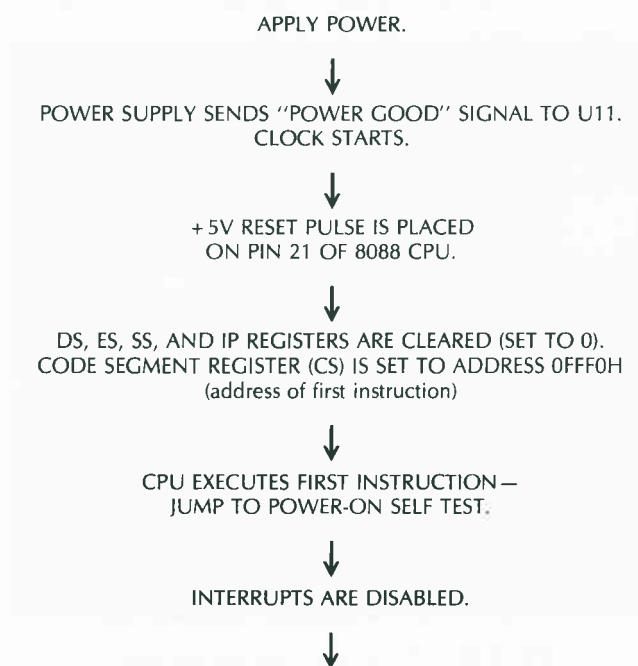 APPLY POWER.
POWER SUPPLY SENDS "POWER GOOD" SIGNAL TO U11.
CLOCK STARTS.
+5V RESET PULSE IS PLACED
ON PIN 21 OF 8088 CPU.
DS, ES, SS, AND IP REGISTERS ARE CLEARED (SET TO 0).
CODE SEGMENT REGISTER (CS) IS SET TO ADDRESS 0FFF0H
(address of first instruction)
CPU EXECUTES FIRST INSTRUCTION—
JUMP TO POWER-ON SELF TEST.
INTERRUPTS ARE DISABLED.